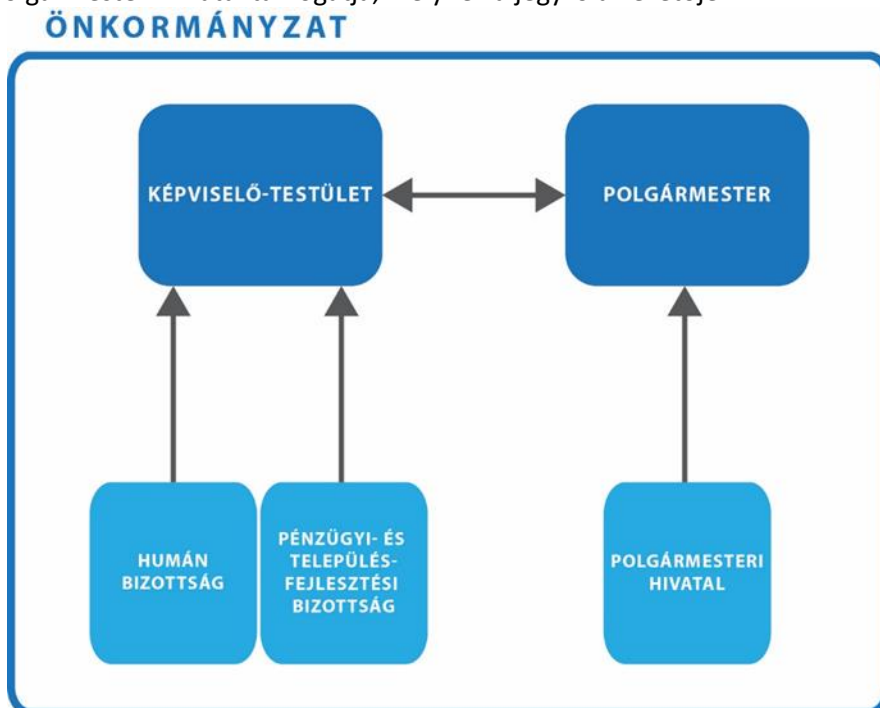 ÖNKORMÁNYZAT
KÉPVISELŐ-TESTÜLET
POLGÁRMESTER
HUMÁN
BIZOTTSÁG
PÉNZÜGYI- ÉS
TELEPÜLÉS-
FEJLESZTÉSI
BIZOTTSÁG
POLGÁRMESTERI
HIVATAL